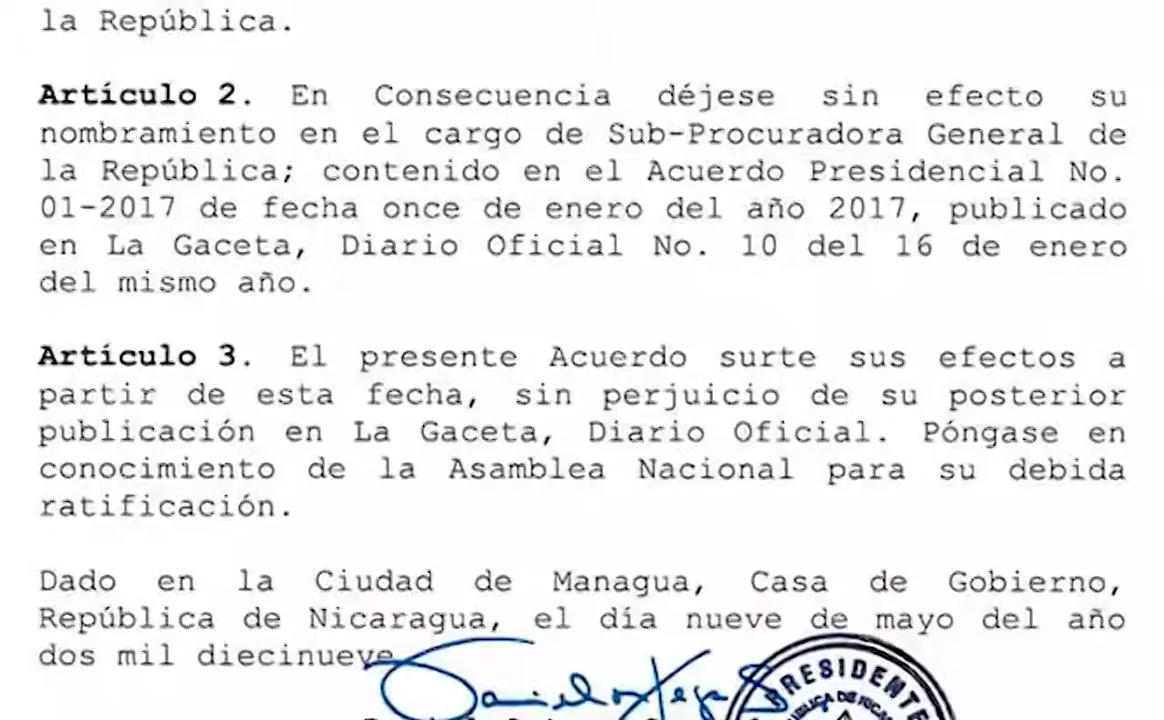 la República.
Artículo 2. En Consecuencia déjese sin efecto su
nombramiento en el cargo de Sub-Procuradora General de
la República; contenido en el Acuerdo Presidencial No.
01-2017 de fecha once de enero del año 2017, publicado
en La Gaceta, Diario Oficial No. 10 del 16 de enero
del mismo año.
Artículo 3. El presente Acuerdo surte sus efectos a
partir de esta fecha, sin perjuicio de su posterior
publicación en La Gaceta, Diario Oficial. Póngase en
conocimiento de la Asamblea Nacional para su debida
ratificación.
Dado en la Ciudad de Managua, Casa de Gobierno,
República de Nicaragua, el día nueve de mayo del año
dos mil diecinueve
PRESIDENTE